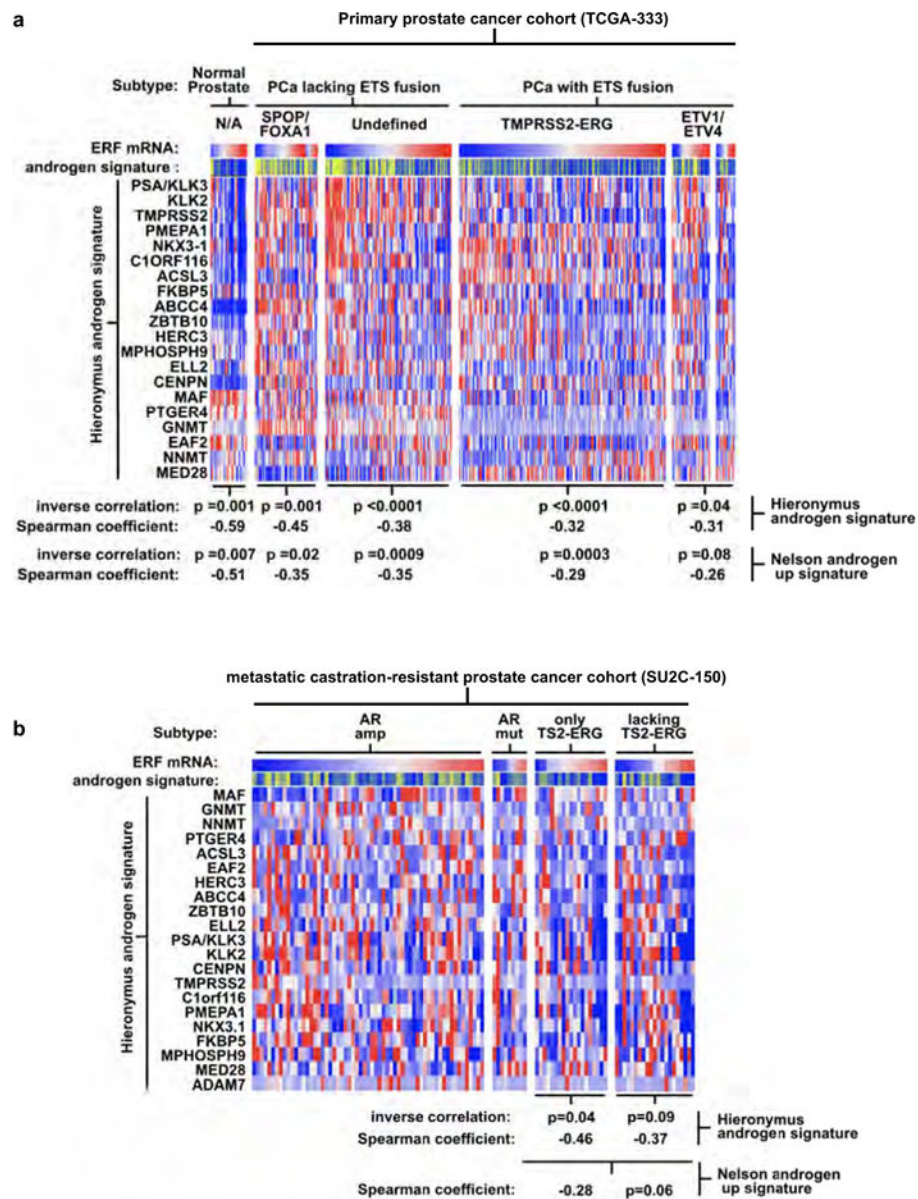 a
Primary prostate cancer cohort (TCGA-333)
Subtype: Normal Prostate PCa lacking ETS fusion PCa with ETS fusion
N/A SPOP/ FOXA1 Undefined TMPRSS2-ERG ETV1/ ETV4
ERF mRNA:
androgen signature :
Hieronymus androgen signature
PSA/KLK3
KLK2
TMPRSS2
PMEPA1
NKX3-1
C1ORF116
ACSL3
FKBP5
ABCC4
ZBTB10
HERC3
MPHOSPH9
ELL2
CENPN
MAF
PTGER4
GNMT
EAF2
NNMT
MED28
inverse correlation: p =0.001 p =0.001 p <0.0001 p <0.0001 p =0.04 Hieronymus
Spearman coefficient: -0.59 -0.45 -0.38 -0.32 -0.31 androgen signature
inverse correlation: p =0.007 p =0.02 p =0.0009 p =0.0003 p =0.08 Nelson androgen
Spearman coefficient: -0.51 -0.35 -0.35 -0.29 -0.26 up signature
metastatic castration-resistant prostate cancer cohort (SU2C-150)
b
Subtype: AR amp AR mut only TS2-ERG lacking TS2-ERG
ERF mRNA:
androgen signature:
Hieronymus androgen signature
MAF
GNMT
NNMT
PTGER4
ACSL3
EAF2
HERC3
ABCC4
ZBTB10
ELL2
PSA/KLK3
KLK2
CENPN
TMPRSS2
C1orf116
PMEPA1
NKX3.1
FKBP5
MPHOSPH9
MED28
ADAM7
inverse correlation: p=0.04 p=0.09 Hieronymus
Spearman coefficient: -0.46 -0.37 androgen signature
Nelson androgen
Spearman coefficient: -0.28 p=0.06 up signature